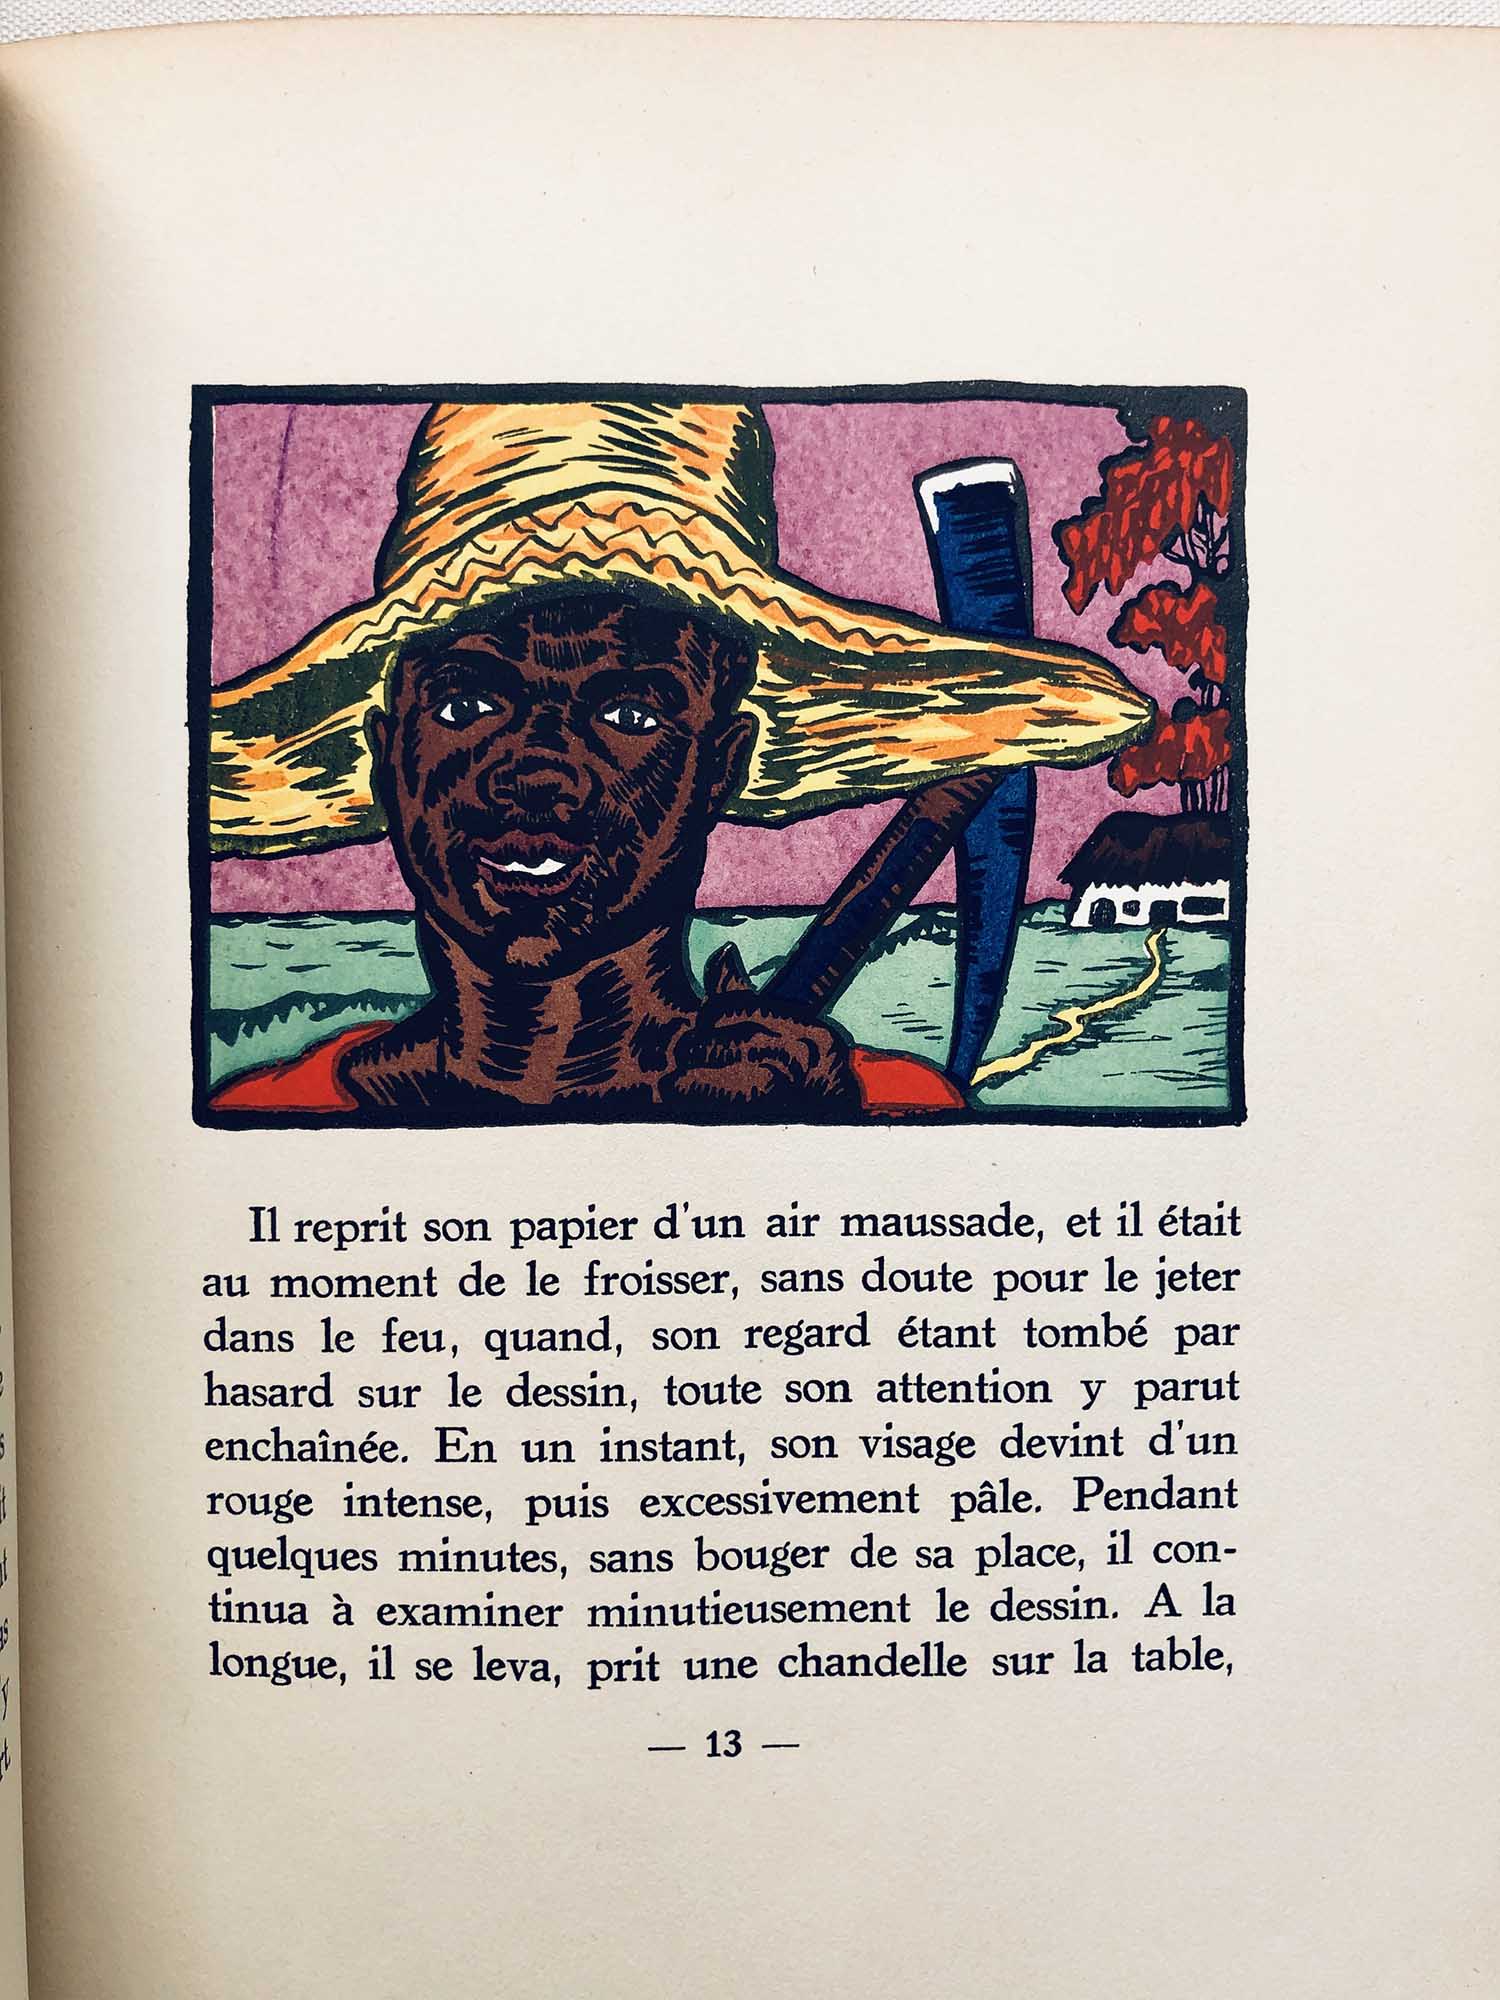 Il reprit son papier d'un air maussade, et il était
au moment de le froisser, sans doute pour le jeter
dans le feu, quand, son regard étant tombé par
hasard sur le dessin, toute son attention y parut
enchaînée. En un instant, son visage devint d'un
rouge intense, puis excessivement pâle. Pendant
quelques minutes, sans bouger de sa place, il con-
tinua à examiner minutieusement le dessin. A la
longue, il se leva, prit une chandelle sur la table,
— 13 —